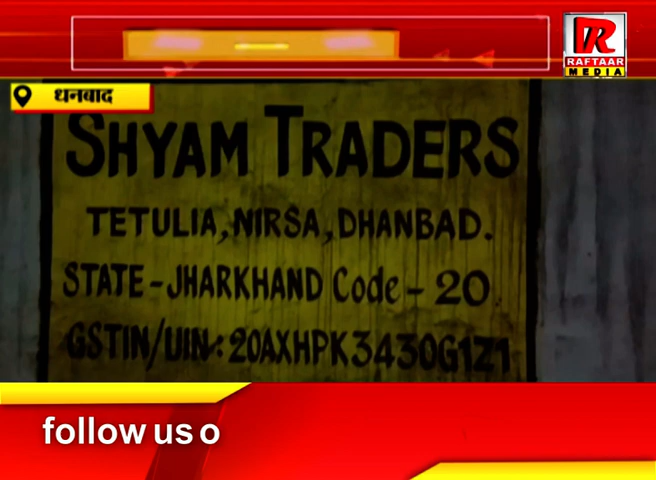 RAFTAAR
MEDIA
धनबाद
SHYAM TRADERS
TETULIA, NIRSA, DHANBAD.
STATE-JHARKHAND Code-20
GSTIN/UIN: 20AXHPK3430G1Z1
follow us o